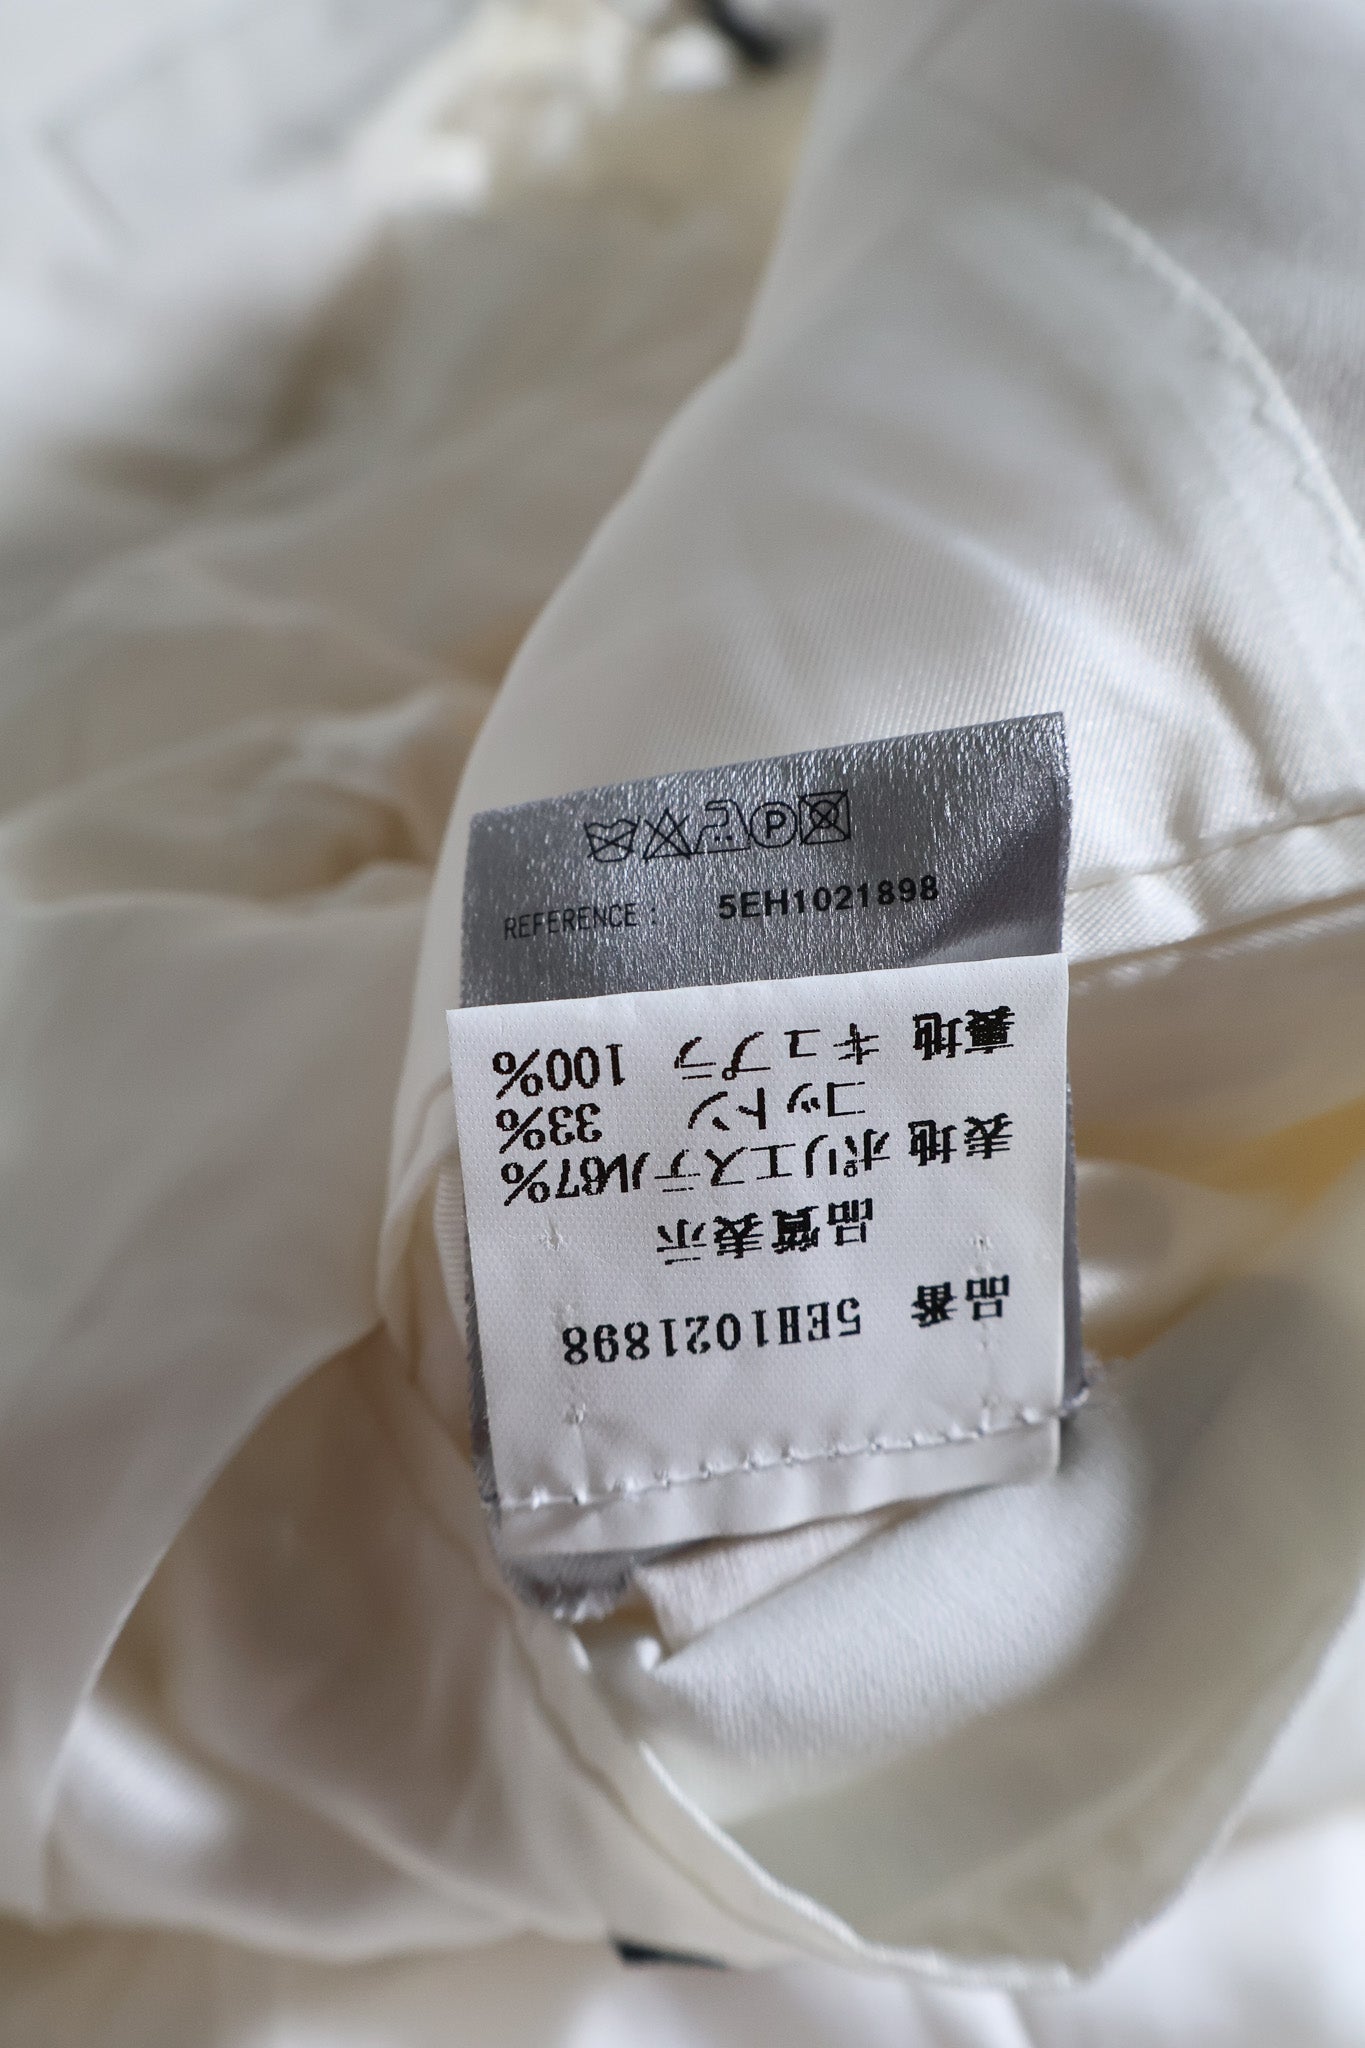 REFERENCE : 5EH1021898
品番 5EH1021898
品質表示
表地 ポリエステル67%
コットン 33%
裏地 キュプラ 100%